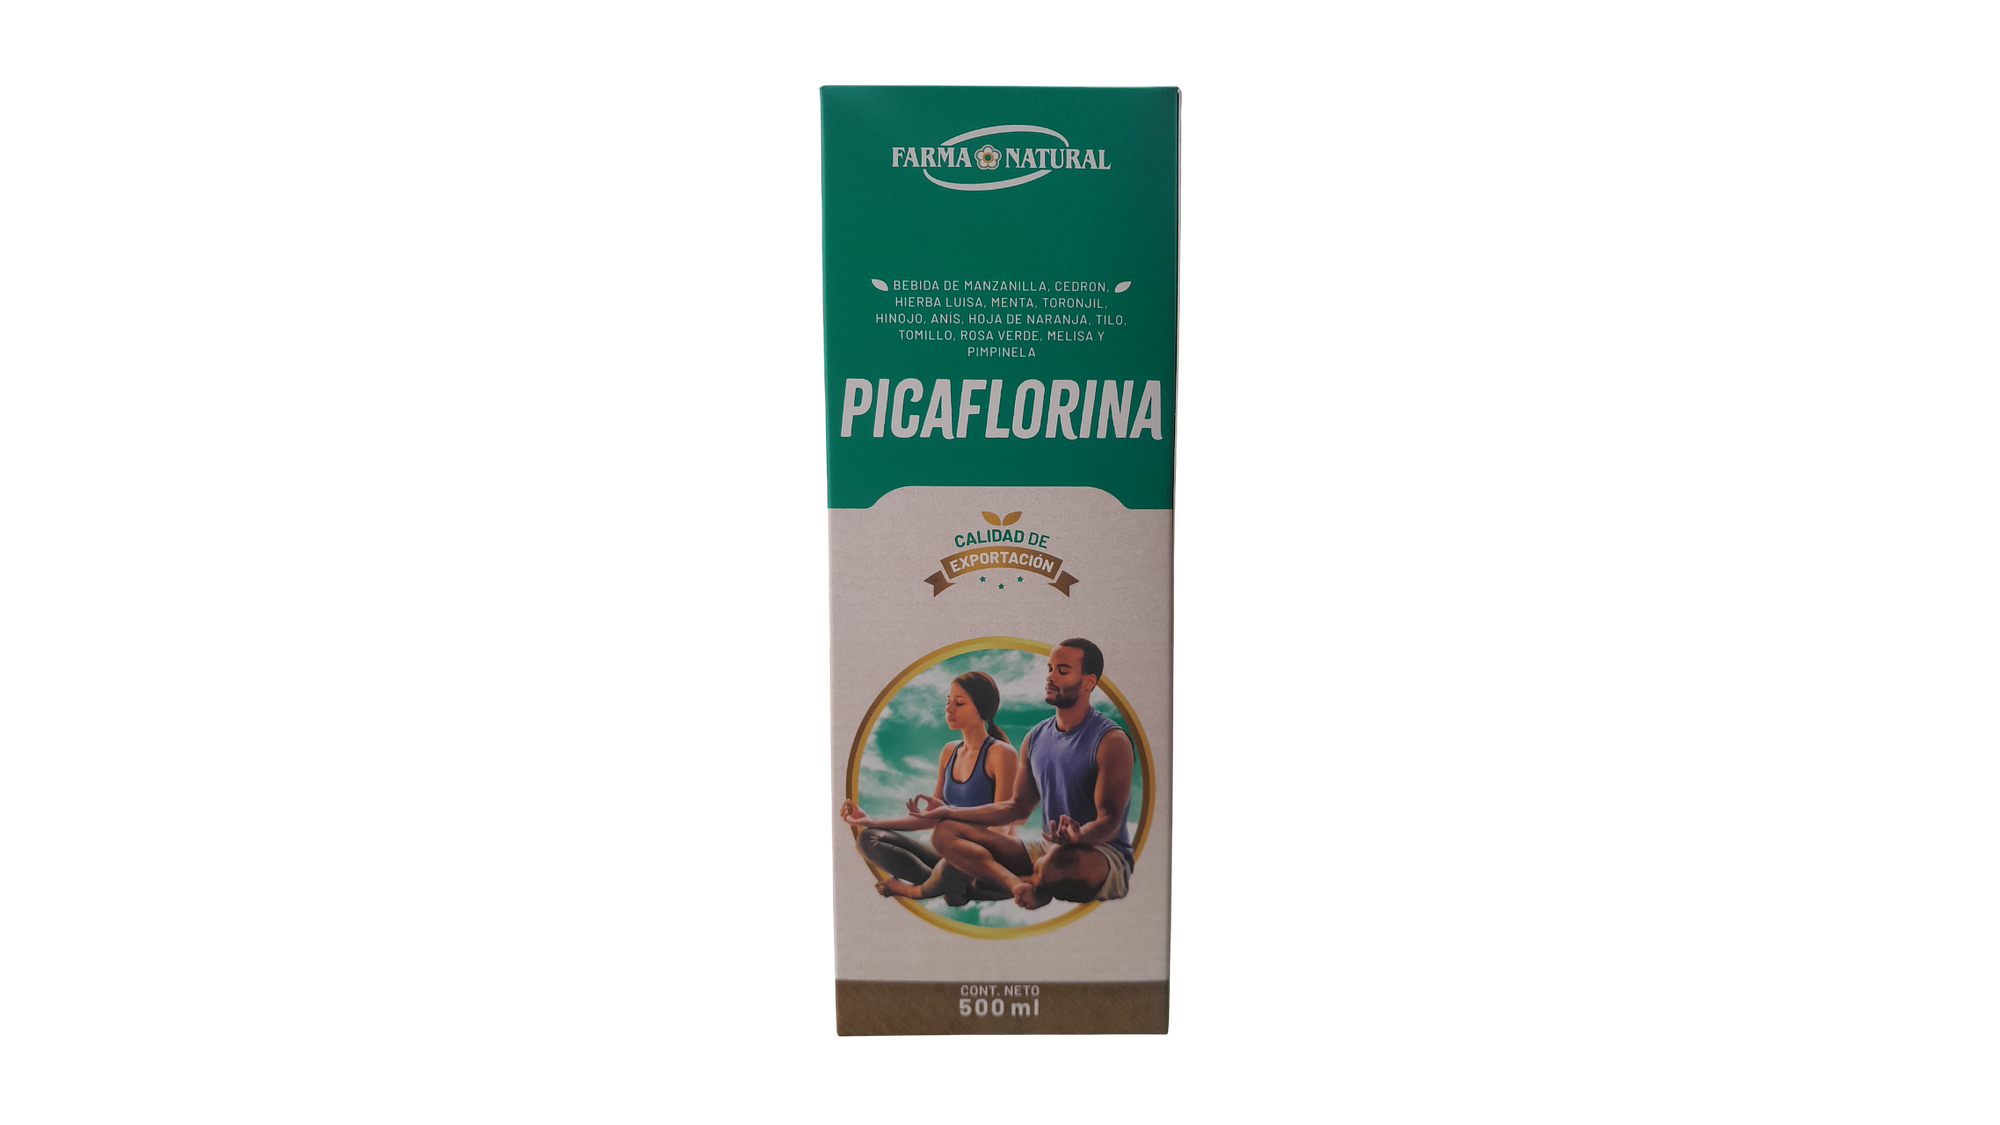 FARMA NATURAL
BEBIDA DE MANZANILLA, CEDRON,
HIERBA LUISA, MENTA, TORONJIL,
HINOJO, ANÍS, HOJA DE NARANJA, TILO,
TOMILLO, ROSA VERDE, MELISA Y
PIMPINELA
PICAFLORINA
CALIDAD DE
EXPORTACIÓN
CONT. NETO
500 ml